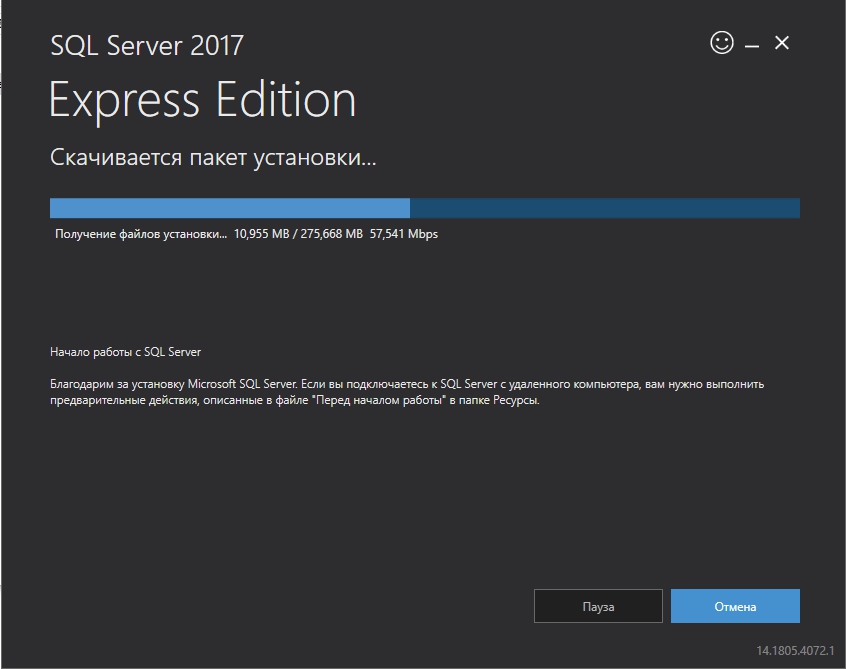 SQL Server 2017
Express Edition
Скачивается пакет установки...
Получение файлов установки... 10,955 MB / 275,668 MB 57,541 Mbps
Начало работы с SQL Server
Благодарим за установку Microsoft SQL Server. Если вы подключаетесь к SQL Server с удаленного компьютера, вам нужно выполнить
предварительные действия, описанные в файле "Перед началом работы" в папке Ресурсы.
Пауза
Отмена
14.1805.4072.1